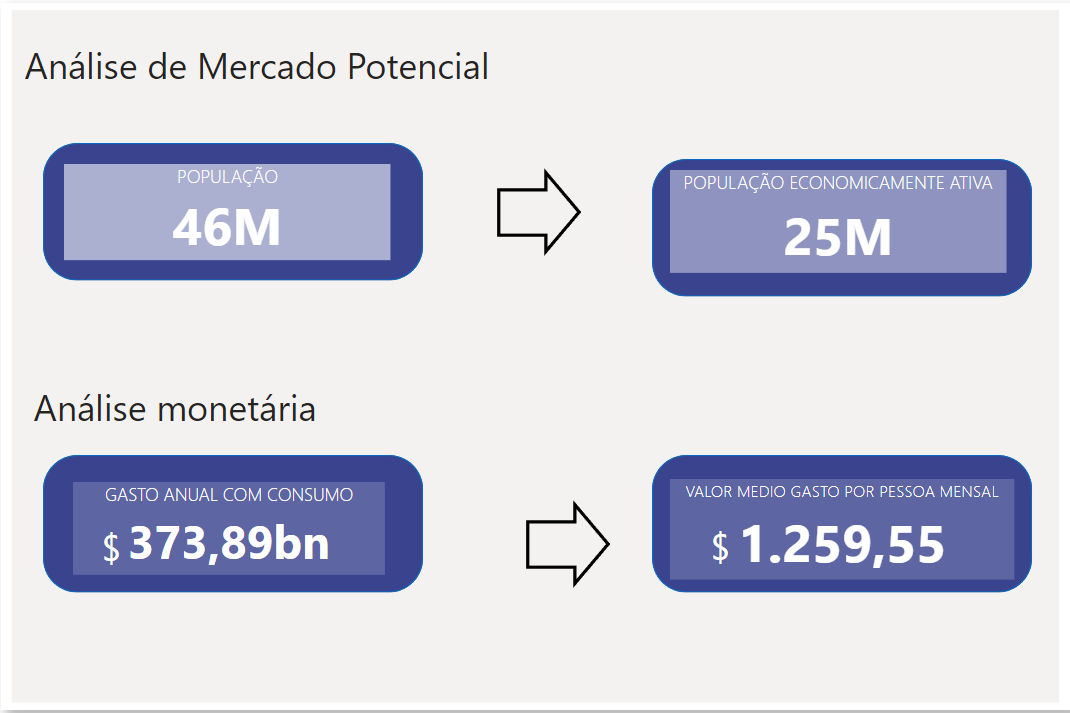 Análise de Mercado Potencial
POPULAÇÃO
46M
POPULAÇÃO ECONOMICAMENTE ATIVA
25M
Análise monetária
GASTO ANUAL COM CONSUMO
$ 373,89bn
VALOR MEDIO GASTO POR PESSOA MENSAL
$ 1.259,55